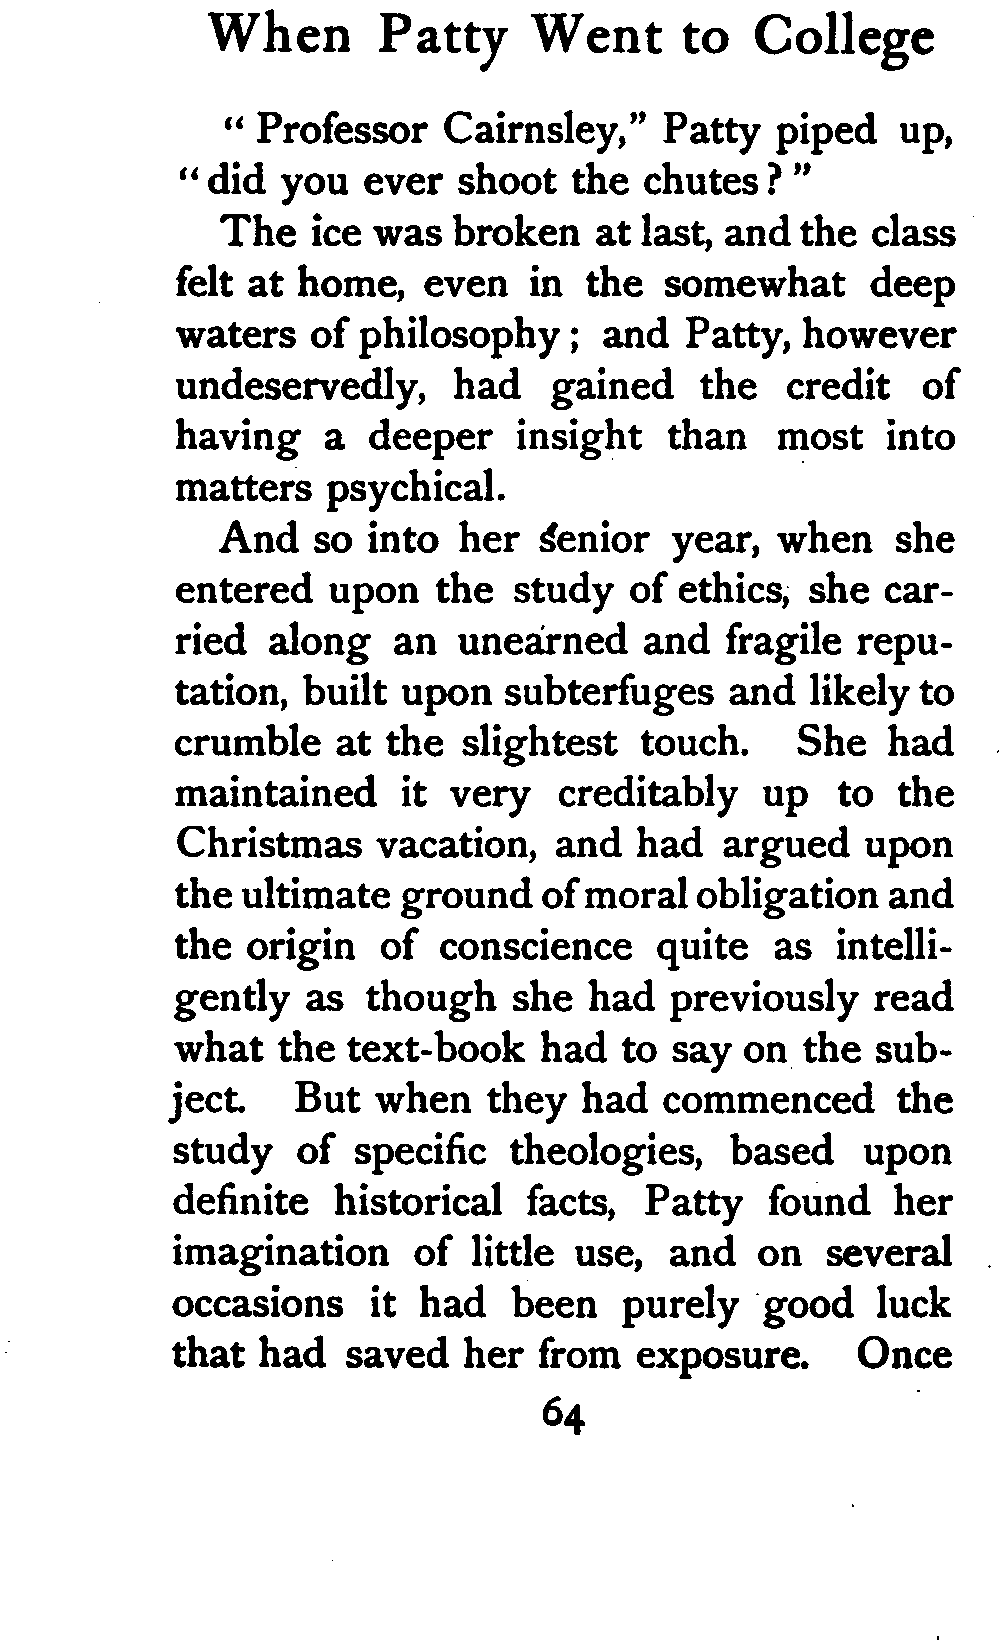 When Patty Went to College
“ Professor Cairnsley,” Patty piped up,
“ did you ever shoot the chutes ? ”
The ice was broken at last, and the class
felt at home, even in the somewhat deep
waters of philosophy ; and Patty, however
undeservedly, had gained the credit of
having a deeper insight than most into
matters psychical.
And so into her senior year, when she
entered upon the study of ethics, she car-
ried along an unearned and fragile repu-
tation, built upon subterfuges and likely to
crumble at the slightest touch. She had
maintained it very creditably up to the
Christmas vacation, and had argued upon
the ultimate ground of moral obligation and
the origin of conscience quite as intelli-
gently as though she had previously read
what the text-book had to say on the sub-
ject. But when they had commenced the
study of specific theologies, based upon
definite historical facts, Patty found her
imagination of little use, and on several
occasions it had been purely good luck
that had saved her from exposure. Once
64